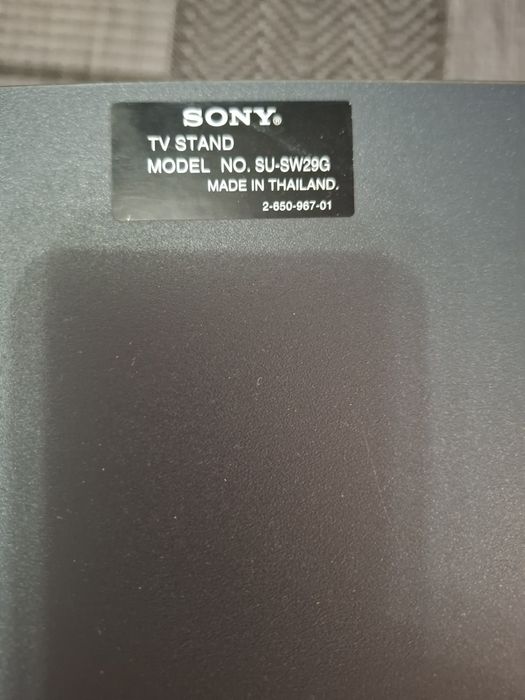 SONY®
TV STAND
MODEL NO. SU-SW29G
MADE IN THAILAND.
2-650-967-01